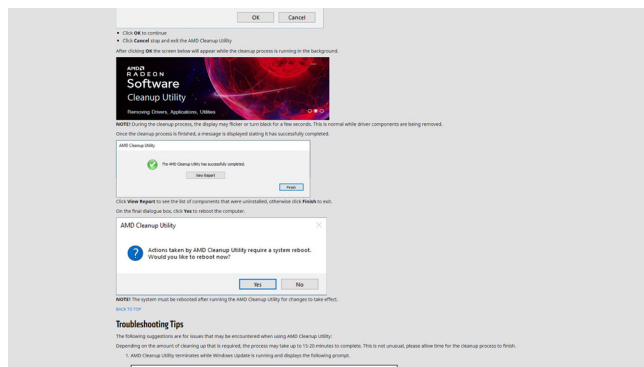 OK Cancel
Click OK to continue
Click Cancel stop and exit the AMD Cleanup Utility
After clicking OK the screen below will appear while the cleanup process is running in the background.
AMD
RADEON
Software
Cleanup Utility
Removing Drivers, Applications, Utilities
NOTE! During the cleanup process, the display may flicker or turn black for a few seconds. This is normal while driver components are being removed.
Once the cleanup process is finished, a message is displayed stating it has successfully completed.
AMD Cleanup Utility
The AMD Cleanup Utility has successfully completed.
View Report
Finish
Click View Report to see the list of components that were uninstalled, otherwise click Finish to exit.
On the final dialogue box, click Yes to reboot the computer.
AMD Cleanup Utility
Actions taken by AMD Cleanup Utility require a system reboot.
Would you like to reboot now?
Yes No
NOTE! The system must be rebooted after running the AMD Cleanup Utility for changes to take effect.
BACK TO TOP
Troubleshooting Tips
The following suggestions are for issues that may be encountered when using AMD Cleanup Utility:
Depending on the amount of cleaning up that is required, the process may take up to 15-20 minutes to complete. This is not unusual, please allow time for the cleanup process to finish.
1. AMD Cleanup Utility terminates while Windows Update is running and displays the following prompt.